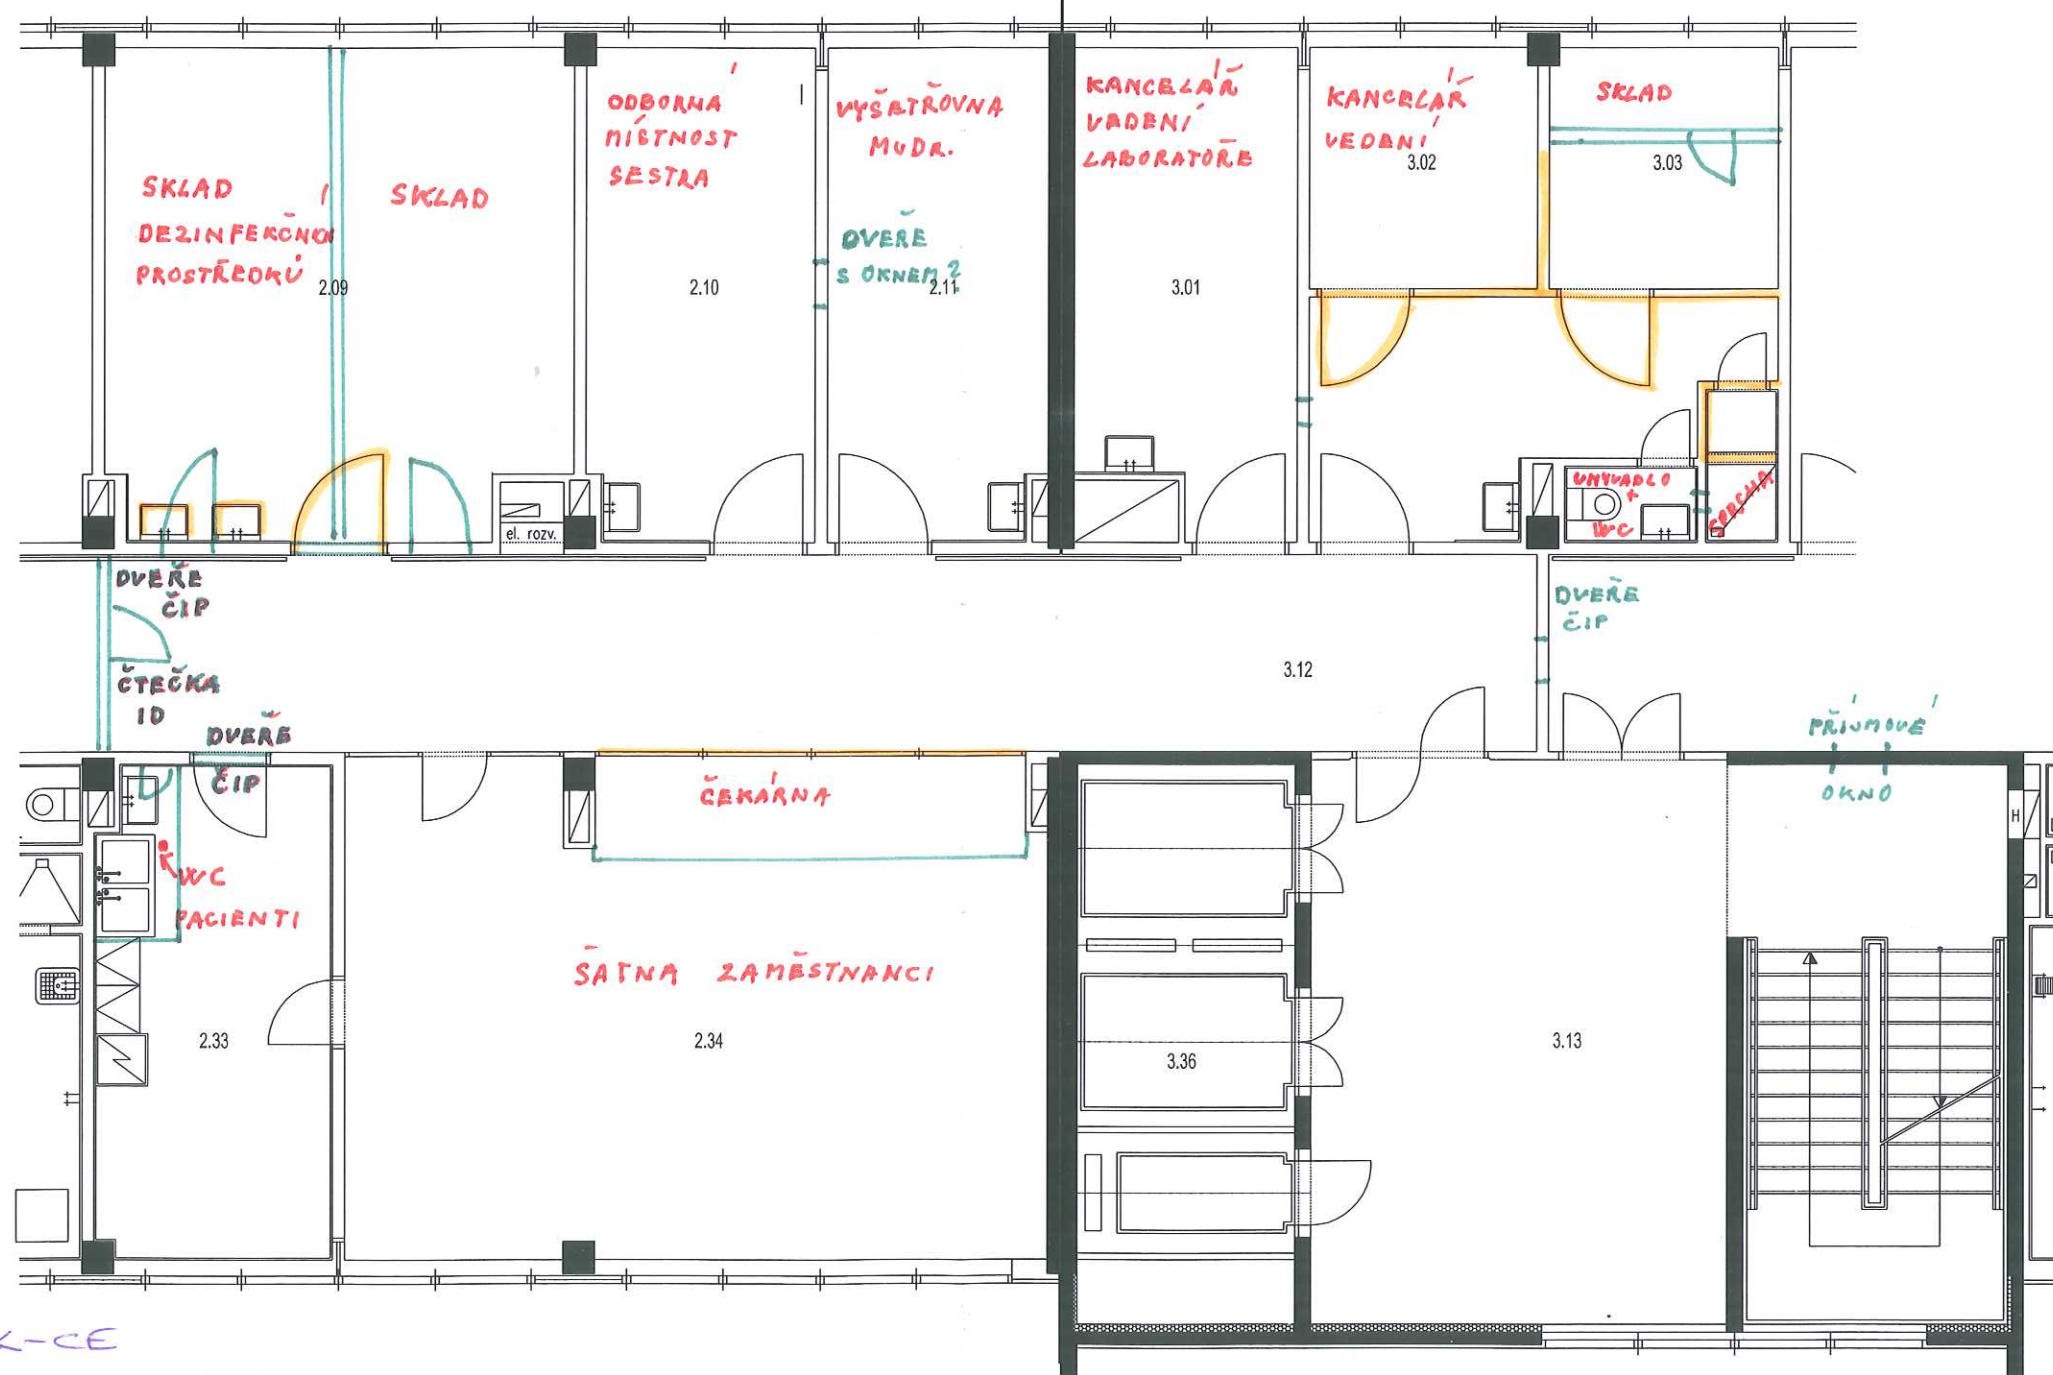 SKLAD
DEZINFEKČNÍCH
PROSTŘEDKŮ
2.09
SKLAD
ODBORNÁ
MÍSTNOST
SESTRA
2.10
VYŠETŘOVNA
MUDR.
DVEŘE
S OKNEM?
2.11
KANCELÁŘ
VEDENÍ
LABORATOŘE
3.01
KANCELÁŘ
VEDENÍ
3.02
SKLAD
3.03
el. rozv.
UMYVADLO
WC
SPRCHA
DVEŘE
ČIP
ČTEČKA
ID
DVEŘE
ČIP
3.12
DVEŘE
ČIP
PŘÍJMOVÉ
OKNO
ČEKÁRNA
WC
PACIENTI
ŠATNA ZAMĚSTNANCI
2.33
2.34
3.36
3.13
H
K-CE